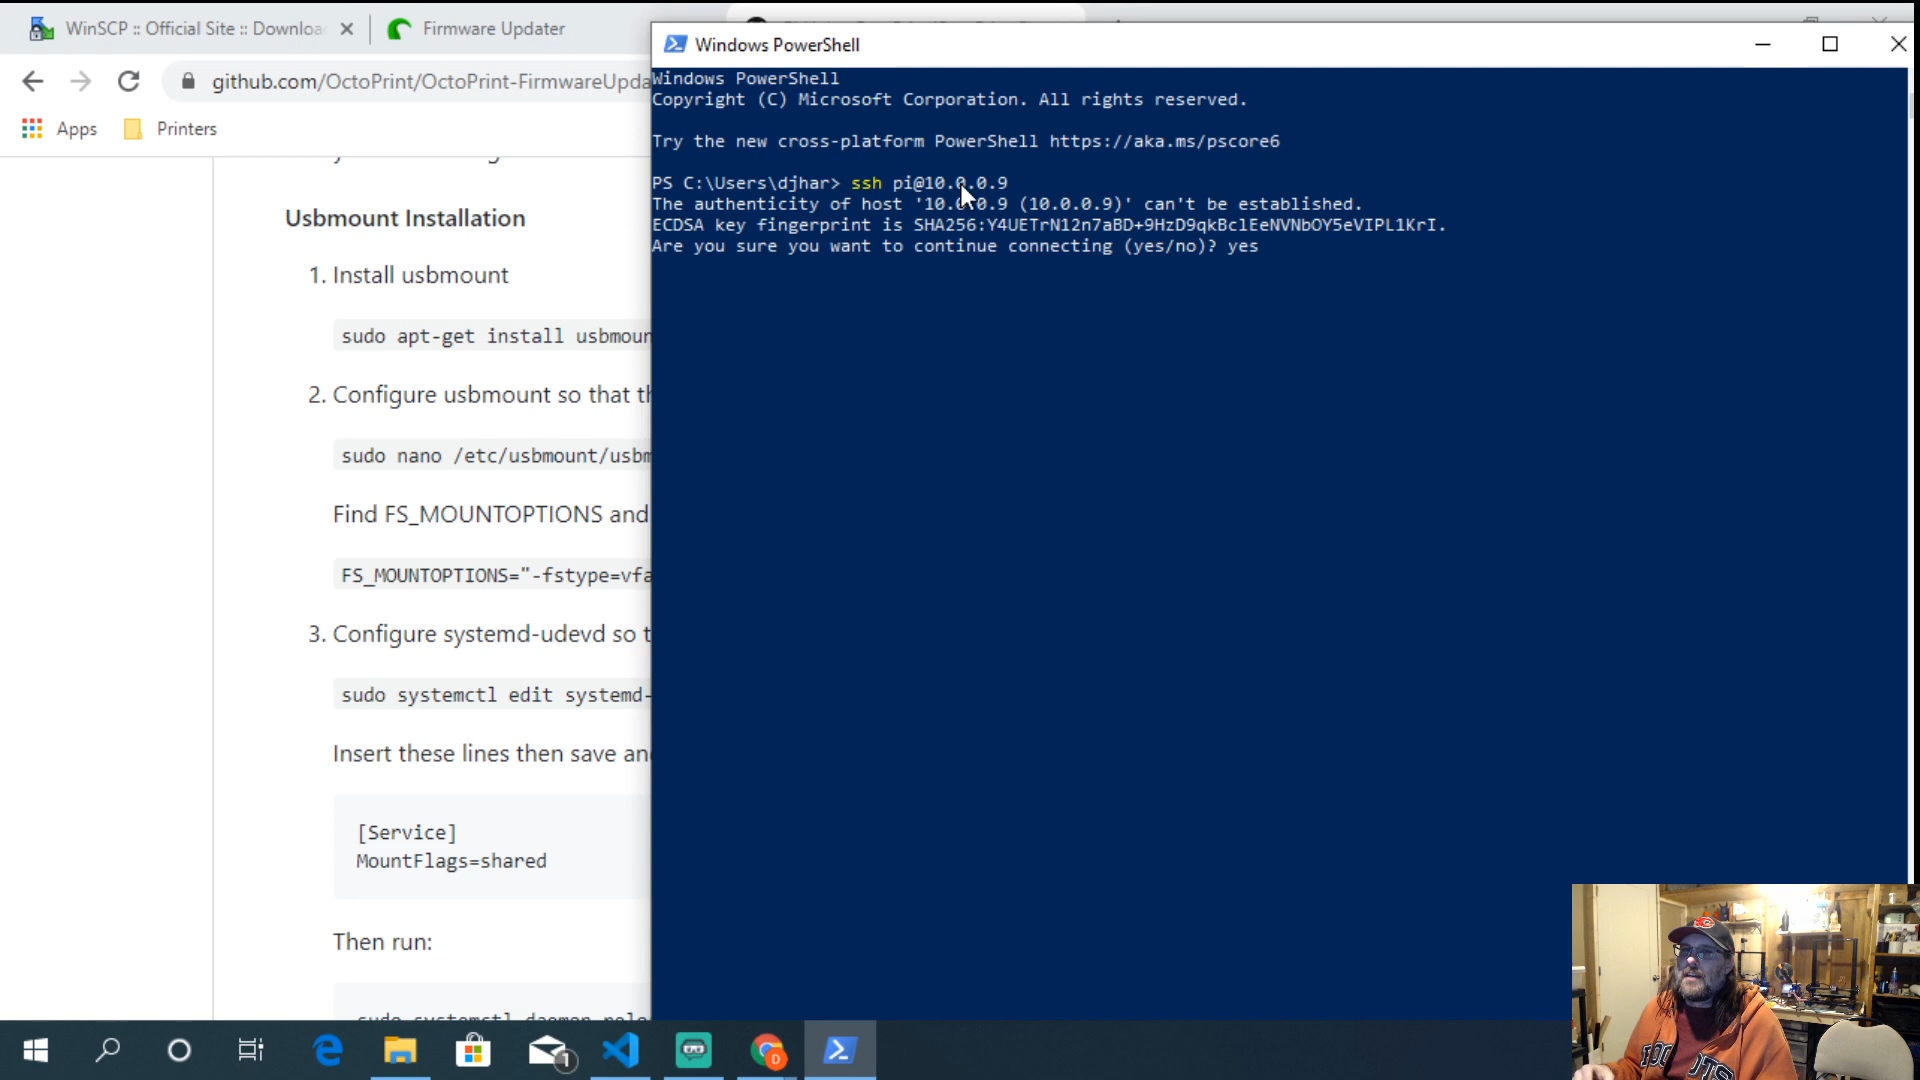 WinSCP :: Official Site :: Downloa
Firmware Updater
github.com/OctoPrint/OctoPrint-FirmwareUpda
Apps
Printers
Usbmount Installation
1. Install usbmount
sudo apt-get install usbmoun
2. Configure usbmount so that th
sudo nano /etc/usbmount/usbm
Find FS_MOUNTOPTIONS and
FS_MOUNTOPTIONS="-fstype=vfa
3. Configure systemd-udevd so t
sudo systemctl edit systemd-
Insert these lines then save an
[Service]
MountFlags=shared
Then run:
Windows PowerShell
Windows PowerShell
Copyright (C) Microsoft Corporation. All rights reserved.
Try the new cross-platform PowerShell https://aka.ms/pscore6
PS C:\Users\djhar> ssh pi@10.0.0.9
The authenticity of host '10.0.0.9 (10.0.0.9)' can't be established.
ECDSA key fingerprint is SHA256:Y4UETrN12n7aBD+9HzD9qkBclEeNVNbOY5eVIPL1KrI.
Are you sure you want to continue connecting (yes/no)? yes
1
D